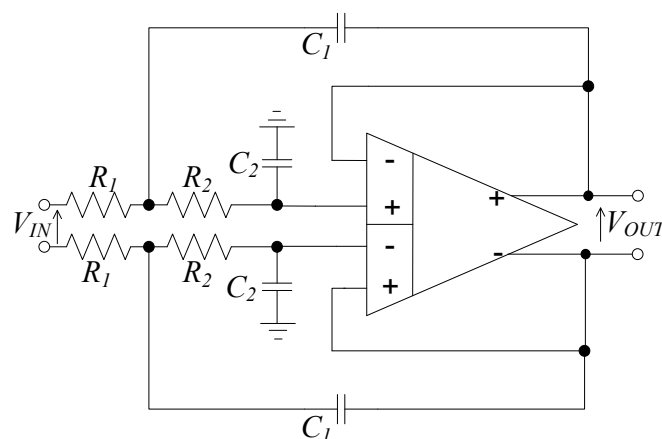 C1
C2
R1 R2
- + - +
+ -
VIN
VOUT
R1 R2
C2
C1